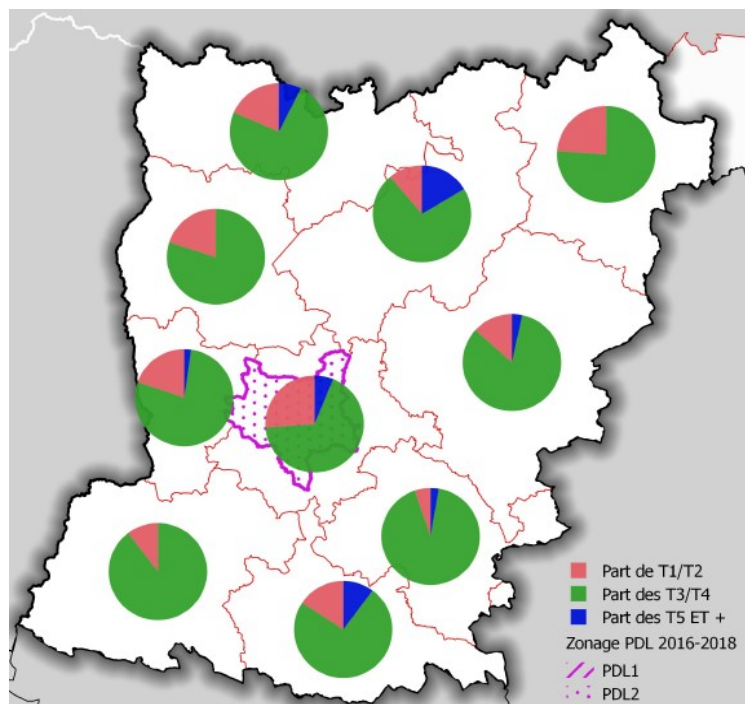 Part de T1/T2
Part des T3/T4
Part des T5 ET +
Zonage PDL 2016-2018
PDL1
PDL2